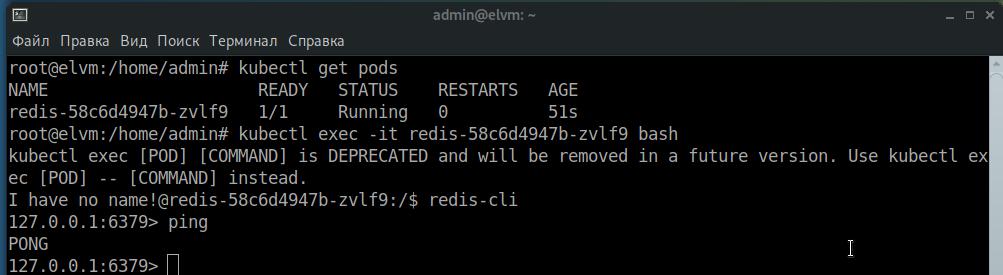 admin@elvm: ~
Файл Правка Вид Поиск Терминал Справка
root@elvm:/home/admin# kubectl get pods
NAME READY STATUS RESTARTS AGE
redis-58c6d4947b-zvlf9 1/1 Running 0 51s
root@elvm:/home/admin# kubectl exec -it redis-58c6d4947b-zvlf9 bash
kubectl exec [POD] [COMMAND] is DEPRECATED and will be removed in a future version. Use kubectl ex
ec [POD] -- [COMMAND] instead.
I have no name!@redis-58c6d4947b-zvlf9:/$ redis-cli
127.0.0.1:6379> ping
PONG
127.0.0.1:6379>